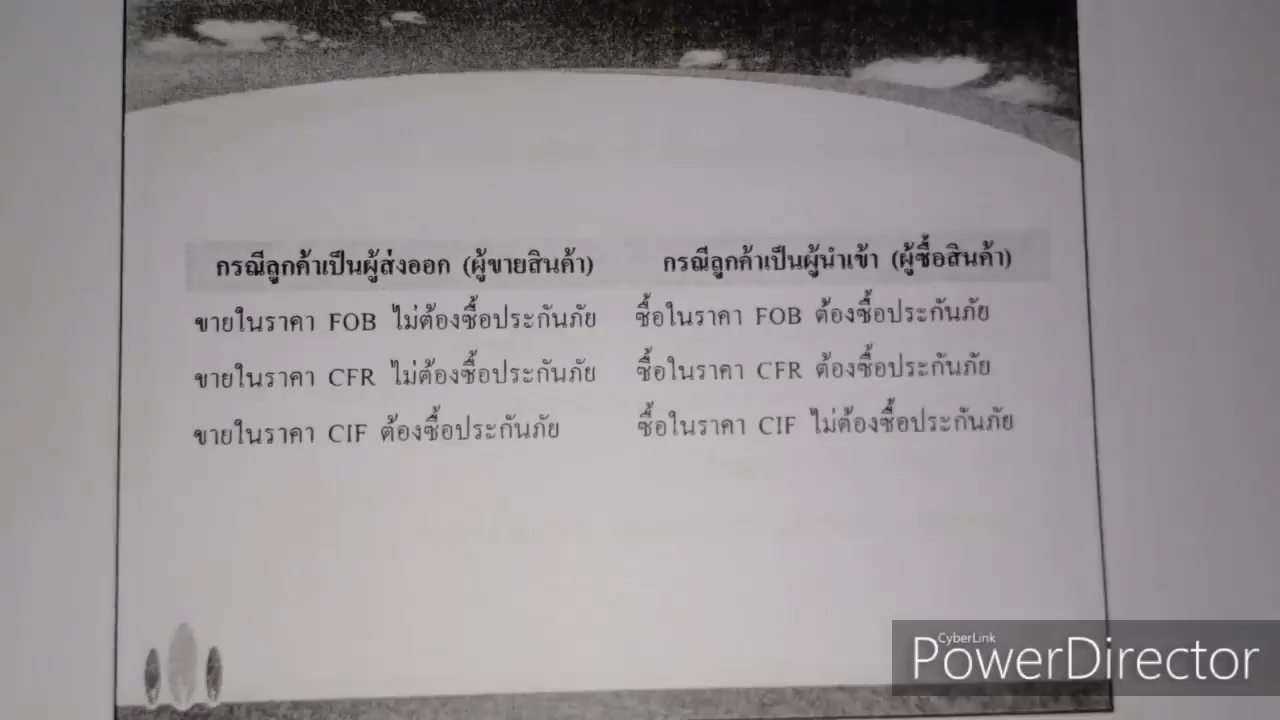 กรณีลูกค้าเป็นผู้ส่งออก (ผู้ขายสินค้า) กรณีลูกค้าเป็นผู้นำเข้า (ผู้ซื้อสินค้า)
ขายในราคา FOB ไม่ต้องซื้อประกันภัย ซื้อในราคา FOB ต้องซื้อประกันภัย
ขายในราคา CFR ไม่ต้องซื้อประกันภัย ซื้อในราคา CFR ต้องซื้อประกันภัย
ขายในราคา CIF ต้องซื้อประกันภัย ซื้อในราคา CIF ไม่ต้องซื้อประกันภัย
CyberLink
PowerDirector